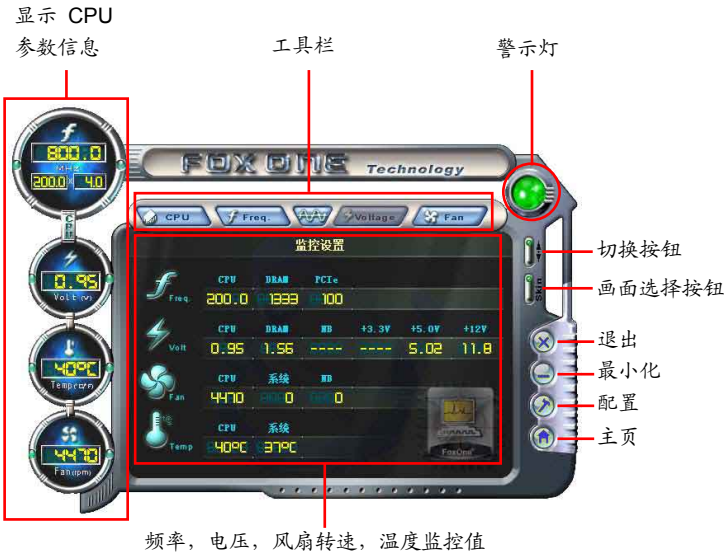 显示 CPU
参数信息
工具栏
警示灯
800.0
MHz
200.0 × 4.0
CPU
0.95
Volt (v)
40℃
Temp
4470
Fan (rpm)
FOX ONE Technology
CPU Freq. Voltage Fan
监控设置
CPU DRAM PCIe
Freq. 200.0 1333 100
CPU DRAM NB +3.3V +5.0V +12V
Volt 0.95 1.56 ---- ---- 5.02 11.8
CPU 系统 NB
Fan 4470 0 0
CPU 系统
Temp 40℃ 37℃
FoxOne
Skin
切换按钮
画面选择按钮
退出
最小化
配置
主页
频率，电压，风扇转速，温度监控值